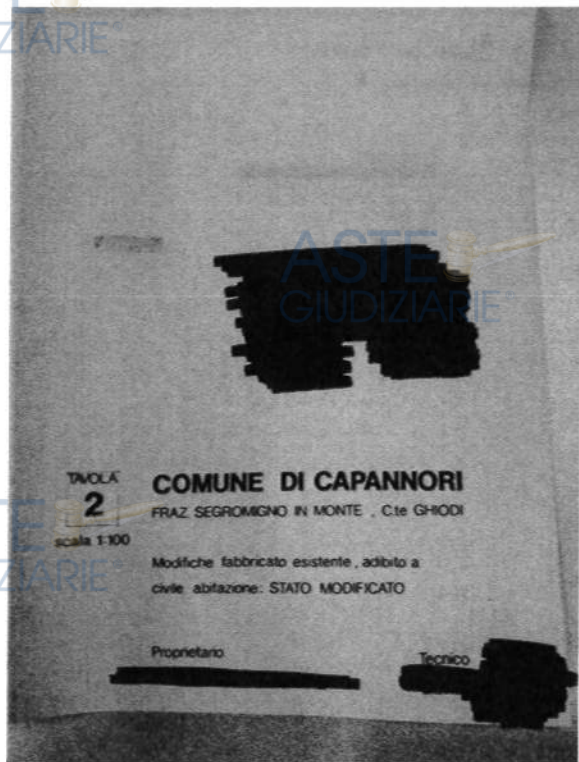 ASTE
GIUDIZIARIE®
TAVOLA
2
scala 1:100
COMUNE DI CAPANNORI
FRAZ. SEGROMIGNO IN MONTE , C.te GHIODI
Modifiche fabbricato esistente , adibito a
civile abitazione: STATO MODIFICATO
Proprietario
Tecnico